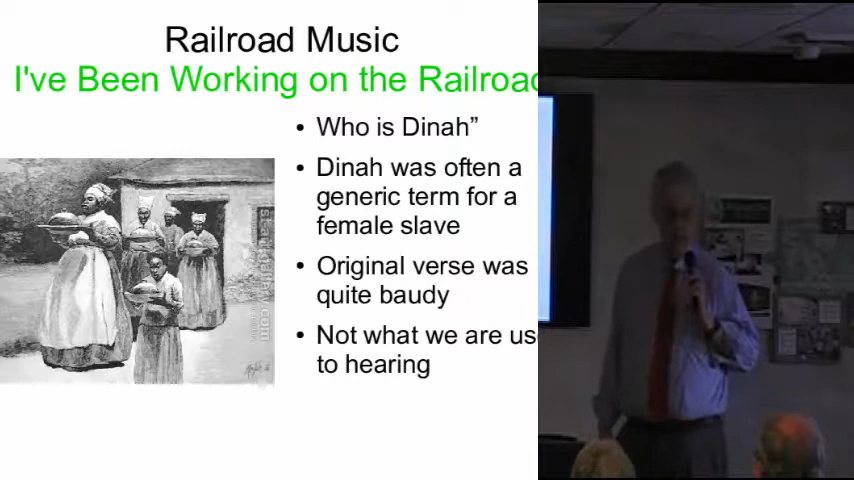 Railroad Music
I've Been Working on the Railroad
• Who is Dinah”
• Dinah was often a
generic term for a
female slave
• Original verse was
quite baudy
• Not what we are us
to hearing